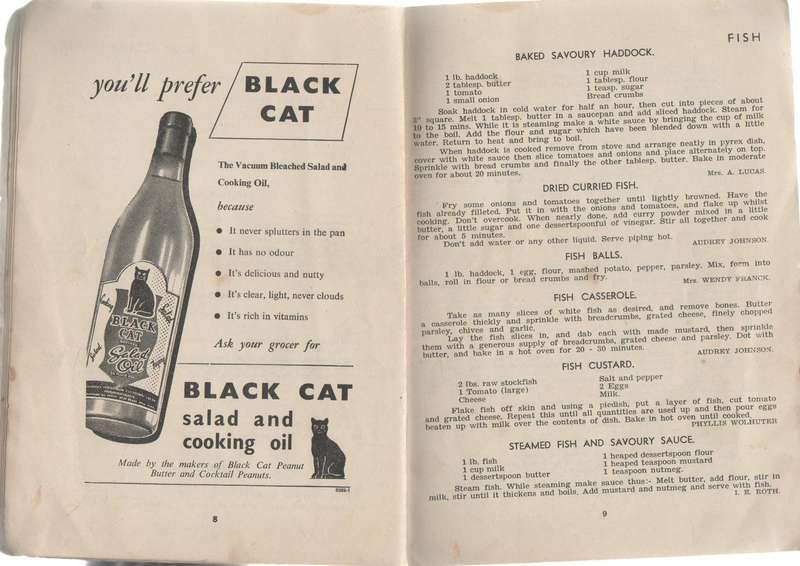 you'll prefer BLACK CAT
The Vacuum Bleached Salad and
Cooking Oil,
because
• It never splutters in the pan
• It has no odour
• It's delicious and nutty
• It's clear, light, never clouds
• It's rich in vitamins
Ask your grocer for
BLACK CAT
Salad Oil
BLACK CAT
salad and
cooking oil
Made by the makers of Black Cat Peanut
Butter and Cocktail Peanuts.
8
FISH
BAKED SAVOURY HADDOCK.
1 lb. haddock
2 tablesp. butter
1 tomato
1 small onion
1 cup milk
1 tablesp. flour
1 teasp. sugar
Bread crumbs
Soak haddock in cold water for half an hour, then cut into pieces of about
3" square. Melt 1 tablesp. butter in a saucepan and add sliced haddock. Steam for
10 to 15 mins. While it is steaming make a white sauce by bringing the cup of milk
to the boil. Add the flour and sugar which have been blended down with a little
water. Return to heat and bring to boil.
When haddock is cooked remove from stove and arrange neatly in pyrex dish,
cover with white sauce then slice tomatoes and onions and place alternately on top.
Sprinkle with bread crumbs and finally the other tablesp. butter. Bake in moderate
oven for about 20 minutes.
Mrs. A. LUCAS.
DRIED CURRIED FISH.
Fry some onions and tomatoes together until lightly browned. Have the
fish already filleted. Put it in with the onions and tomatoes, and flake up whilst
cooking. Don't overcook. When nearly done, add curry powder mixed in a little
butter, a little sugar and one dessertspoonful of vinegar. Stir all together and cook
for about 5 minutes.
Don't add water or any other liquid. Serve piping hot.
AUDREY JOHNSON.
FISH BALLS.
1 lb. haddock, 1 egg, flour, mashed potato, pepper, parsley. Mix, form into
balls, roll in flour or bread crumbs and fry.
Mrs. WENDY FRANCK.
FISH CASSEROLE.
Take as many slices of white fish as desired, and remove bones. Butter
a casserole thickly and sprinkle with breadcrumbs, grated cheese, finely chopped
parsley, chives and garlic.
Lay the fish slices in, and dab each with made mustard, then sprinkle
them with a generous supply of breadcrumbs, grated cheese and parsley. Dot with
butter, and bake in a hot oven for 20 - 30 minutes.
AUDREY JOHNSON.
FISH CUSTARD.
2 lbs. raw stockfish
1 Tomato (large)
Cheese
Salt and pepper
2 Eggs
Milk.
Flake fish off skin and using a piedish, put a layer of fish, cut tomato
and grated cheese. Repeat this until all quantities are used up and then pour eggs
beaten up with milk over the contents of dish. Bake in hot oven until cooked.
PHYLLIS WOLHUTER
STEAMED FISH AND SAVOURY SAUCE.
1 lb. fish
1 cup milk
1 dessertspoon butter
1 heaped dessertspoon flour
1 heaped teaspoon mustard
1 teaspoon nutmeg.
Steam fish. While steaming make sauce thus:- Melt butter, add flour, stir in
milk, stir until it thickens and boils. Add mustard and nutmeg and serve with fish.
I. E. ROTH.
9